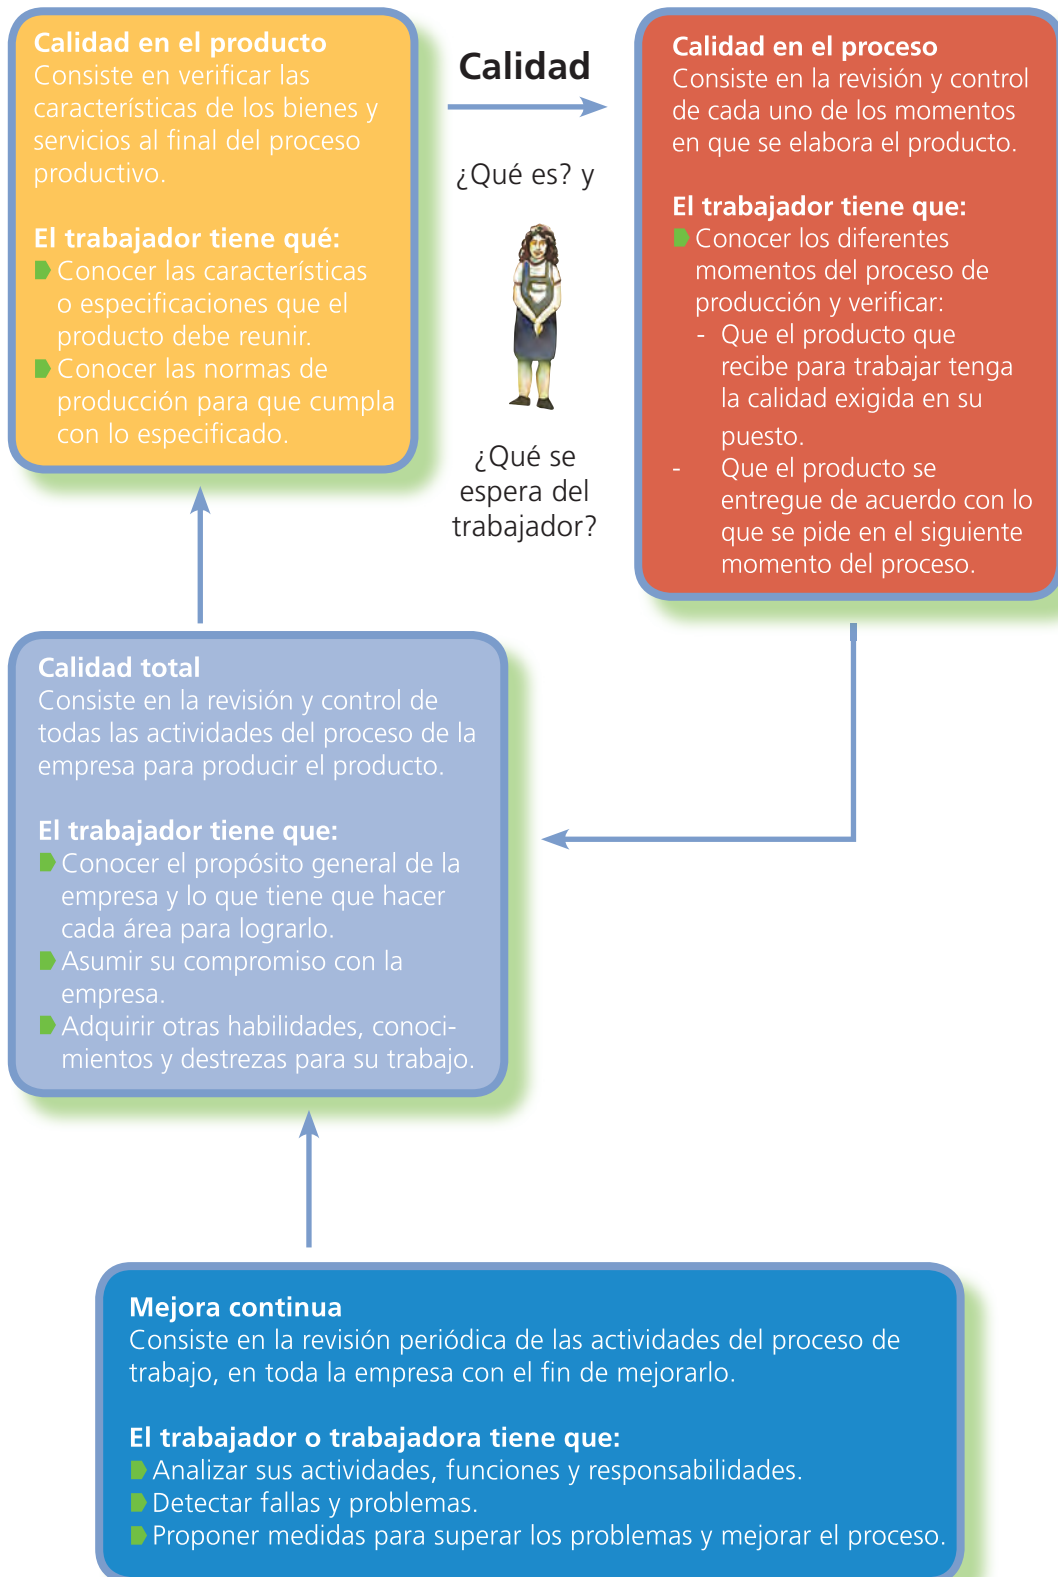 Calidad en el producto
Consiste en verificar las
características de los bienes y
servicios al final del proceso
productivo.
El trabajador tiene qué:
Conocer las características
o especificaciones que el
producto debe reunir.
Conocer las normas de
producción para que cumpla
con lo especificado.
Calidad
¿Qué es? y
¿Qué se
espera del
trabajador?
Calidad en el proceso
Consiste en la revisión y control
de cada uno de los momentos
en que se elabora el producto.
El trabajador tiene que:
Conocer los diferentes
momentos del proceso de
producción y verificar:
- Que el producto que
recibe para trabajar tenga
la calidad exigida en su
puesto.
- Que el producto se
entregue de acuerdo con lo
que se pide en el siguiente
momento del proceso.
Calidad total
Consiste en la revisión y control de
todas las actividades del proceso de la
empresa para producir el producto.
El trabajador tiene que:
Conocer el propósito general de la
empresa y lo que tiene que hacer
cada área para lograrlo.
Asumir su compromiso con la
empresa.
Adquirir otras habilidades, conoci-
mientos y destrezas para su trabajo.
Mejora continua
Consiste en la revisión periódica de las actividades del proceso de
trabajo, en toda la empresa con el fin de mejorarlo.
El trabajador o trabajadora tiene que:
Analizar sus actividades, funciones y responsabilidades.
Detectar fallas y problemas.
Proponer medidas para superar los problemas y mejorar el proceso.